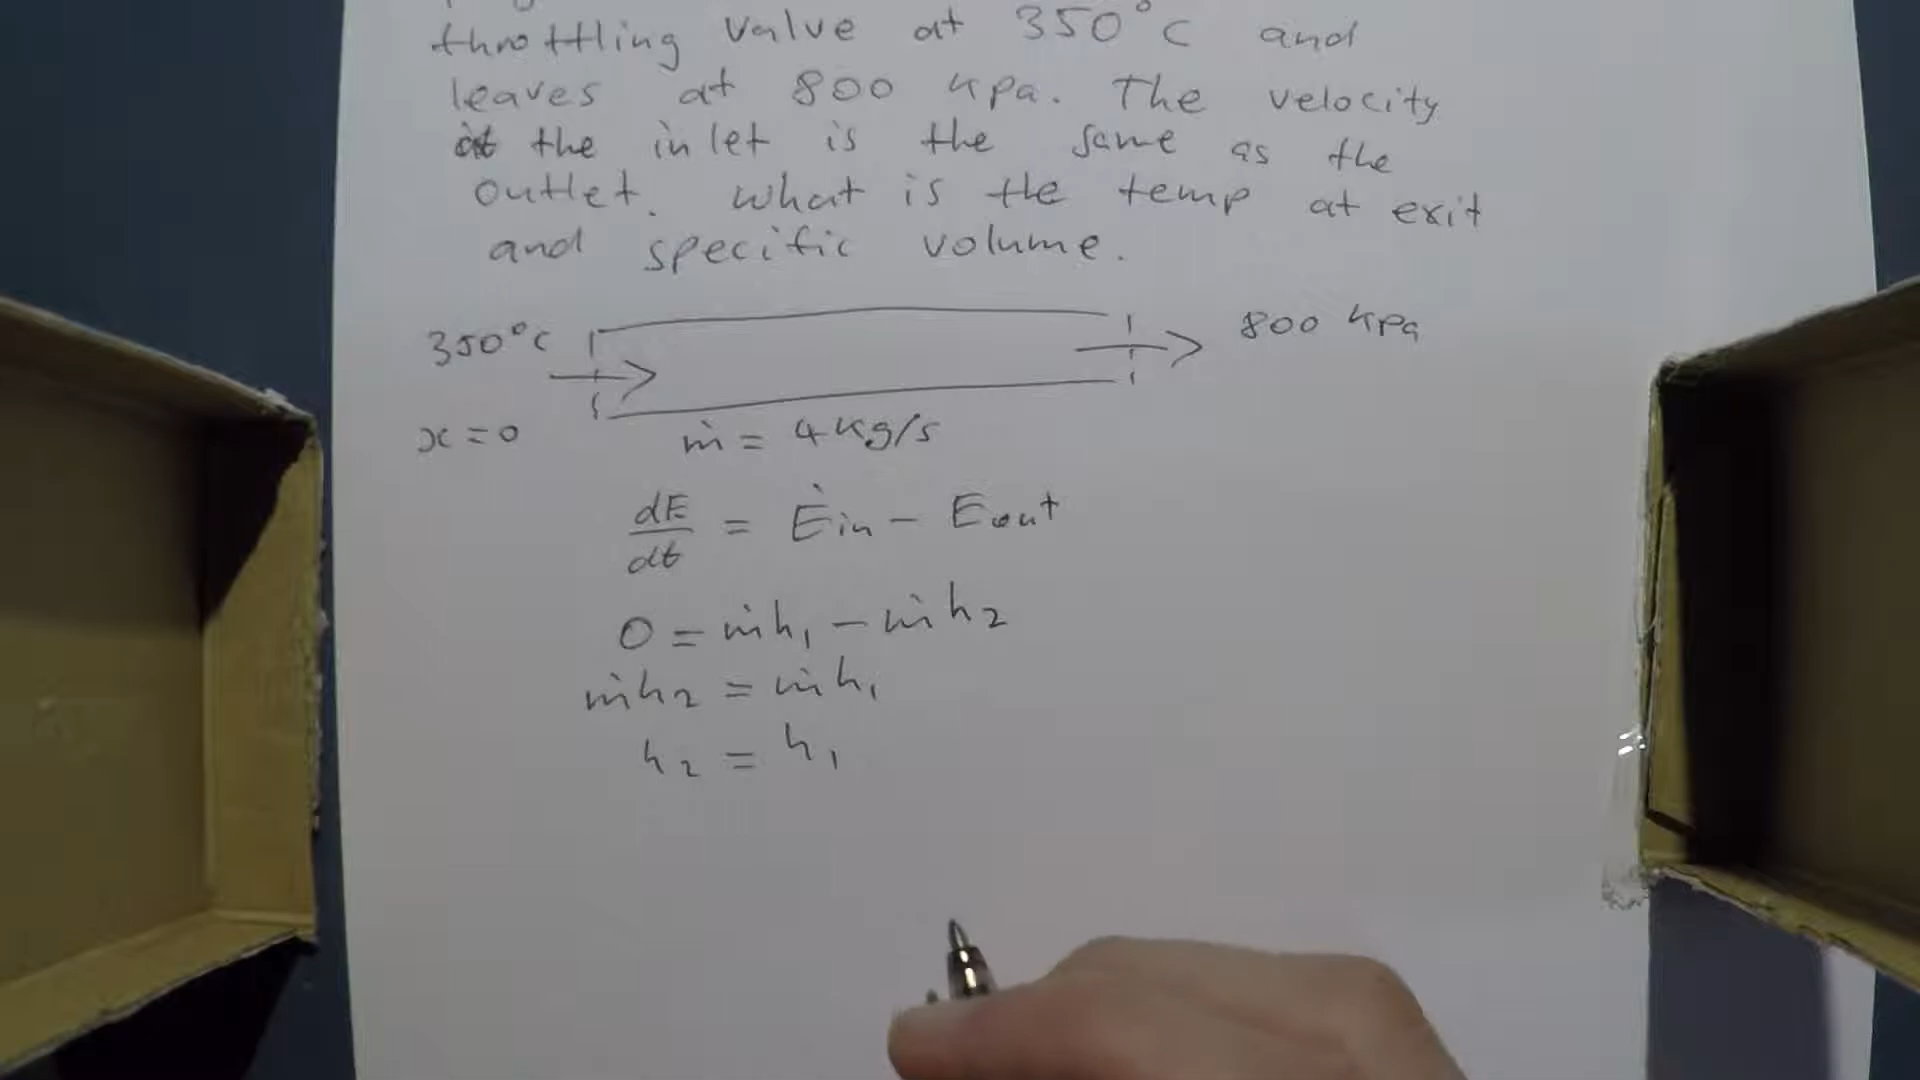 throttling valve at 350°C and
leaves at 800 kpa. The velocity
at the inlet is the same as the
outlet. What is the temp at exit
and specific volume.
350°C 800 kpa
x = 0 ṁ = 4kg/s
dE/dt = Ėin - Eout
0 = ṁh₁ - ṁh₂
ṁh₂ = ṁh₁
h₂ = h₁